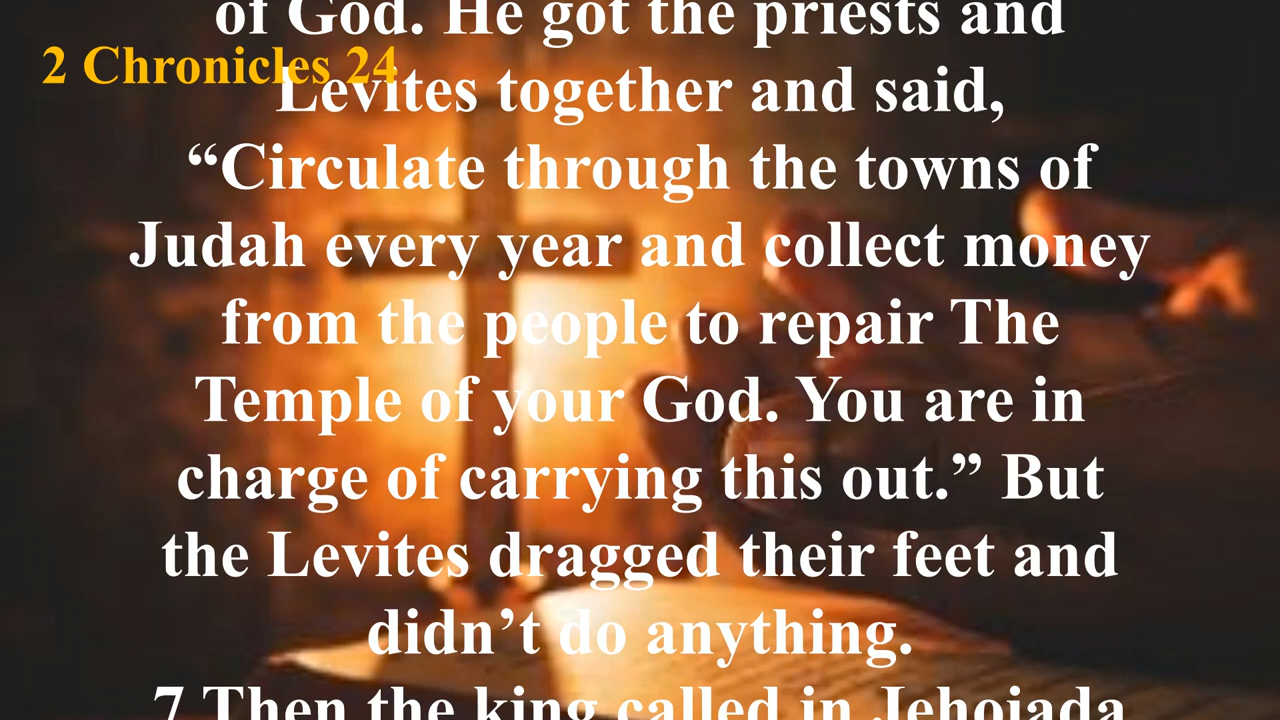 of God. He got the priests and
2 Chronicles 24
Levites together and said,
“Circulate through the towns of
Judah every year and collect money
from the people to repair The
Temple of your God. You are in
charge of carrying this out.” But
the Levites dragged their feet and
didn’t do anything.
7 Then the king called in Jehoiada